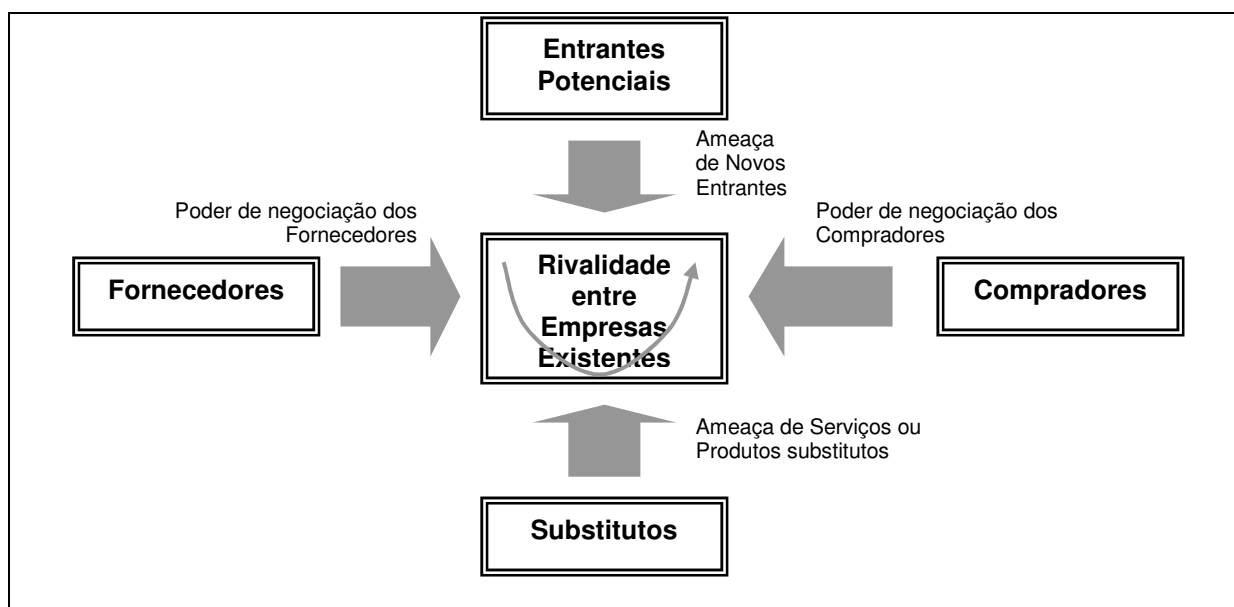 Entrantes
Potenciais
Ameaça
de Novos
Entrantes
Poder de negociação dos
Fornecedores
Poder de negociação dos
Compradores
Fornecedores
Rivalidade
entre
Empresas
Existentes
Compradores
Ameaça de Serviços ou
Produtos substitutos
Substitutos